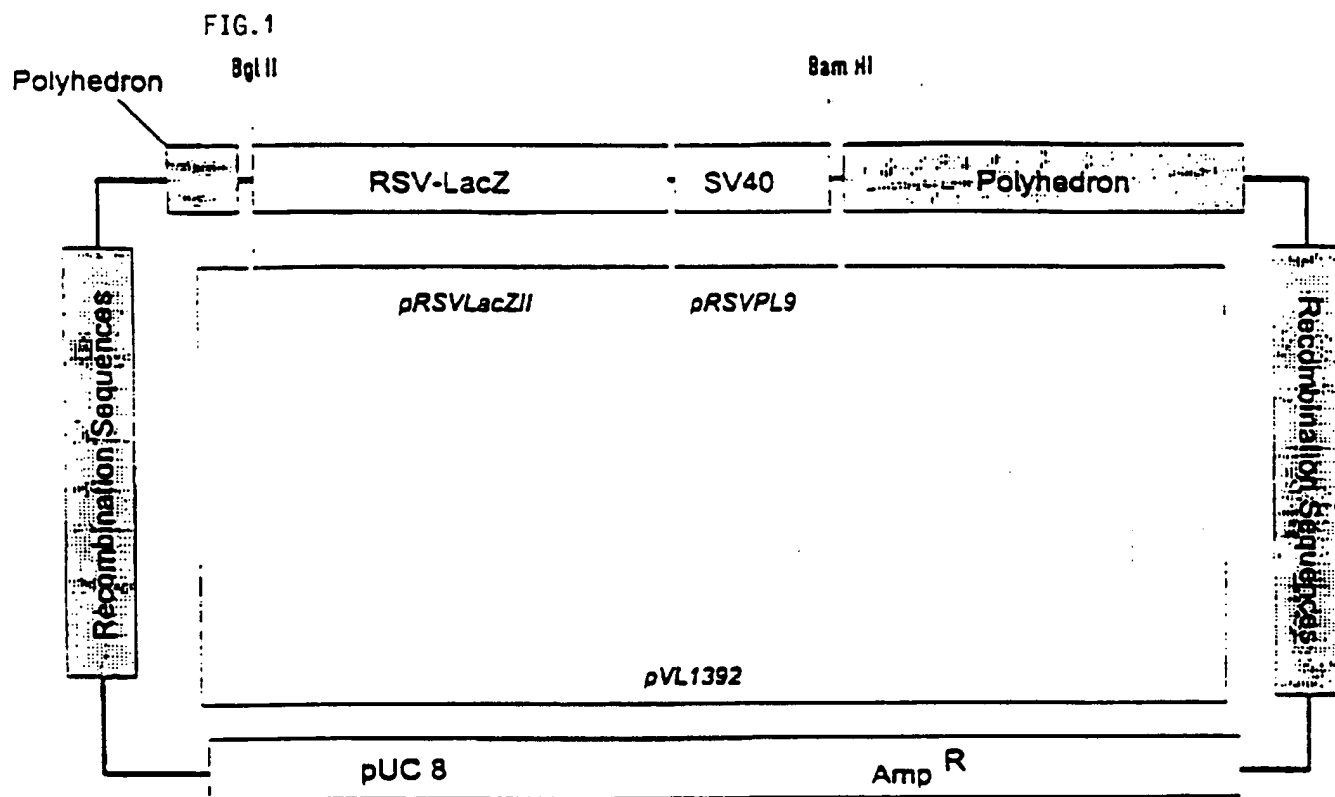 FIG.1
Bgl II
Bam HI
Polyhedron
RSV-LacZ
SV40
Polyhedron
pRSVLacZII
pRSVPL9
Recombination Sequences
Recombination Sequences
pVL1392
pUC 8
Amp R